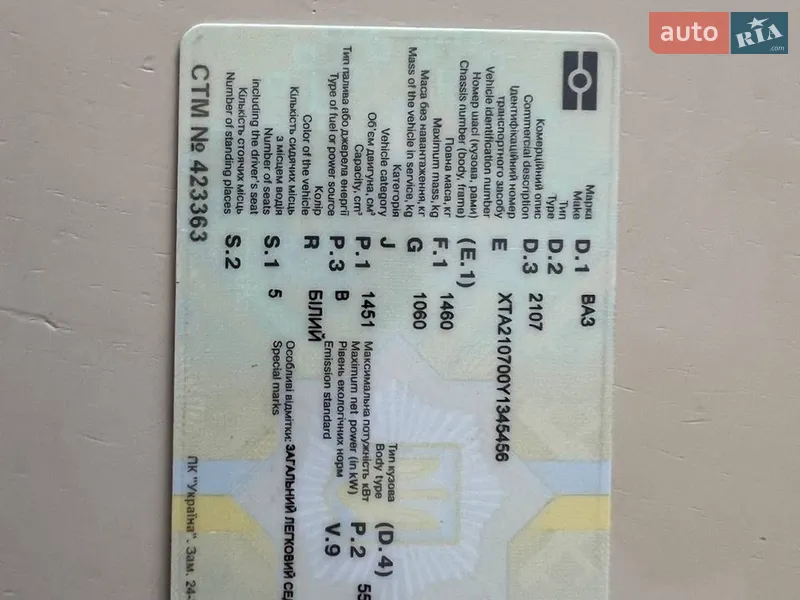 auto RIA.com
Марка
Make D.1 ВАЗ
Тип
Type D.2
Комерційний опис
Commercial description D.3 2107
Ідентифікаційний номер
транспортного засобу
Vehicle identification number E XTA210700Y1345456
Номер шасі (кузова, рами)
Chassis number (body, frame) (E.1)
Повна маса, кг
Maximum mass, kg F.1 1460
Маса без навантаження, кг
Mass of the vehicle in service, kg G 1060
Категорія
Vehicle category J
Тип кузова
Body type (D.4)
Об'єм двигуна, см³
Capacity, cm³ P.1 1451
Максимальна потужність кВт
Maximum net power (in kW) P.2 55
Тип палива або джерела енергії
Type of fuel or power source P.3 B
Рівень екологічних норм
Emission standard V.9
Колір
Color of the vehicle R БІЛИЙ
Кількість сидячих місць
з місцем водія
Number of seats
including the driver's seat S.1 5
Особливі відмітки: ЗАГАЛЬНИЙ ЛЕГКОВИЙ СЕД
Special marks
Кількість стоячих місць
Number of standing places S.2
СТМ № 423363
ПК "Україна". Зам. 24-